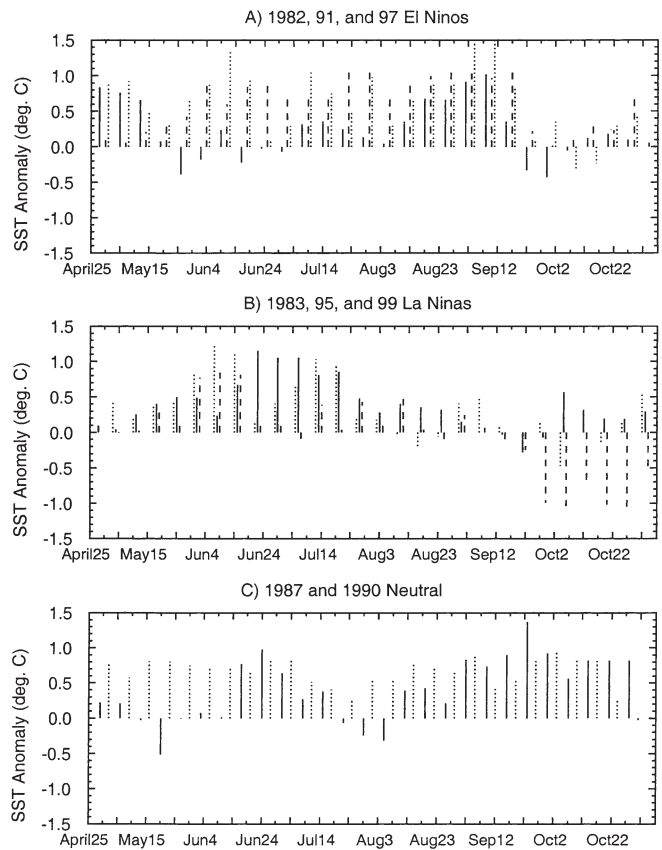 A) 1982, 91, and 97 El Ninos
1.5
1.0
0.5
0.0
-0.5
-1.0
-1.5
SST Anomaly (deg. C)
April25 May15 Jun4 Jun24 Jul14 Aug3 Aug23 Sep12 Oct2 Oct22
B) 1983, 95, and 99 La Ninas
1.5
1.0
0.5
0.0
-0.5
-1.0
-1.5
SST Anomaly (deg. C)
April25 May15 Jun4 Jun24 Jul14 Aug3 Aug23 Sep12 Oct2 Oct22
C) 1987 and 1990 Neutral
1.5
1.0
0.5
0.0
-0.5
-1.0
-1.5
SST Anomaly (deg. C)
April25 May15 Jun4 Jun24 Jul14 Aug3 Aug23 Sep12 Oct2 Oct22